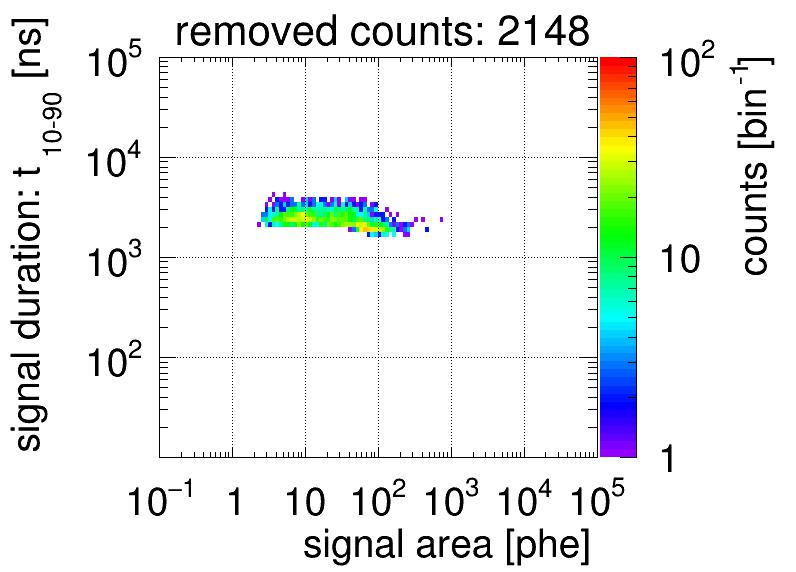 removed counts: 2148
signal duration: t 10-90 [ns]
10^5
10^4
10^3
10^2
10^−1 1 10 10^2 10^3 10^4 10^5
signal area [phe]
10^2
10
1
counts [bin^-1]